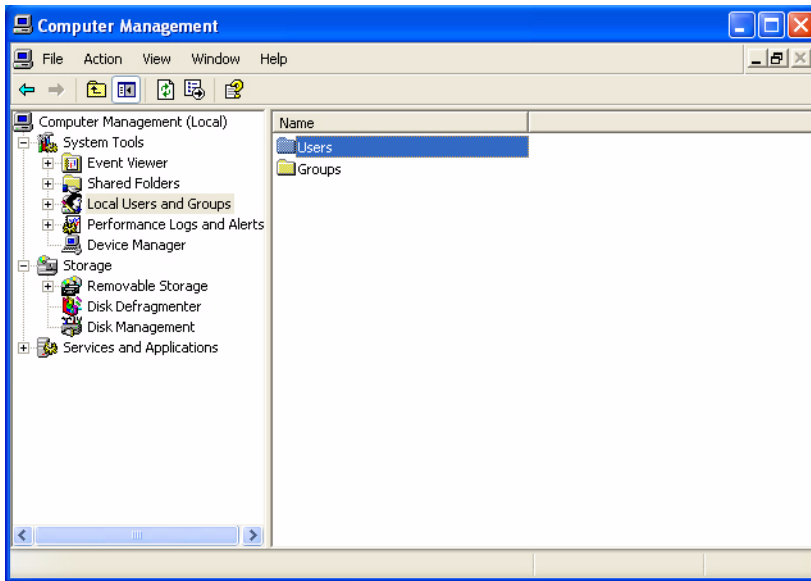 Computer Management
File Action View Window Help
Computer Management (Local)
System Tools
Event Viewer
Shared Folders
Local Users and Groups
Performance Logs and Alerts
Device Manager
Storage
Removable Storage
Disk Defragmenter
Disk Management
Services and Applications
Name
Users
Groups